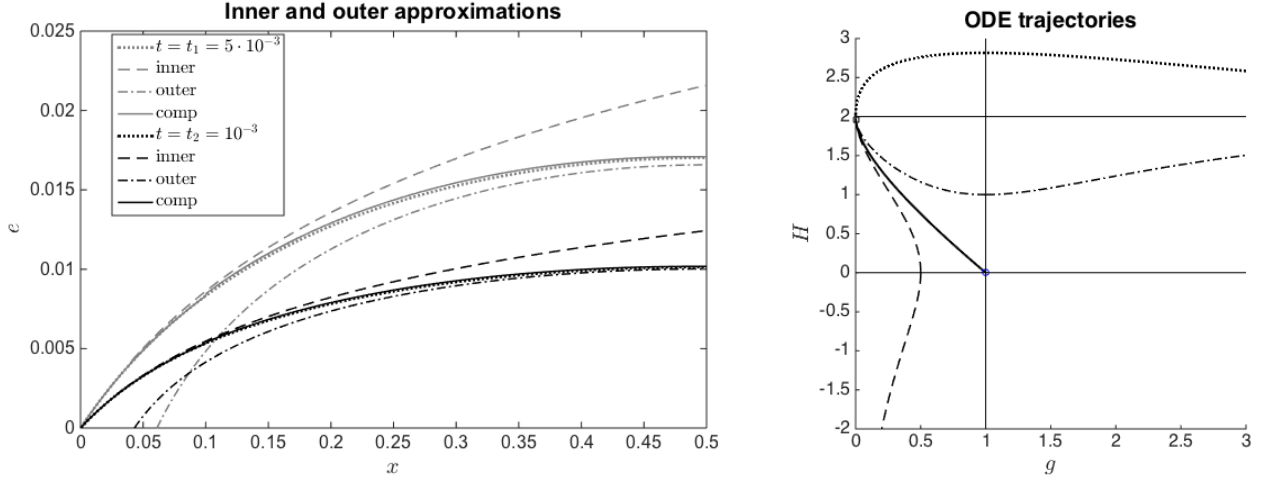 Inner and outer approximations
0.025
0.02
0.015
0.01
0.005
0
e
t = t₁ = 5 · 10⁻³
inner
outer
comp
t = t₂ = 10⁻³
inner
outer
comp
0 0.05 0.1 0.15 0.2 0.25 0.3 0.35 0.4 0.45 0.5
x
ODE trajectories
3
2.5
2
1.5
1
0.5
0
-0.5
-1
-1.5
-2
H
0 0.5 1 1.5 2 2.5 3
g